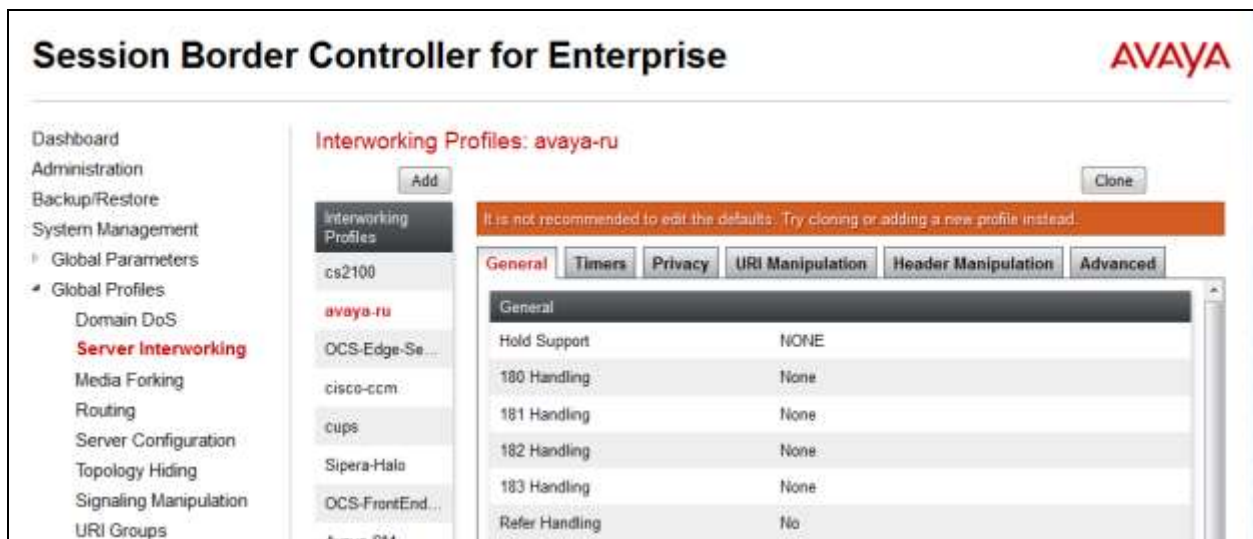 Session Border Controller for Enterprise
AVAYA
Dashboard
Administration
Backup/Restore
System Management
Global Parameters
Global Profiles
Domain DoS
Server Interworking
Media Forking
Routing
Server Configuration
Topology Hiding
Signaling Manipulation
URI Groups
Interworking Profiles: avaya-ru
Add
Clone
Interworking
Profiles
cs2100
avaya-ru
OCS-Edge-Se...
cisco-ccm
cups
Sipera-Halo
OCS-FrontEnd...
It is not recommended to edit the defaults. Try cloning or adding a new profile instead.
General Timers Privacy URI Manipulation Header Manipulation Advanced
General
Hold Support NONE
180 Handling None
181 Handling None
182 Handling None
183 Handling None
Refer Handling No